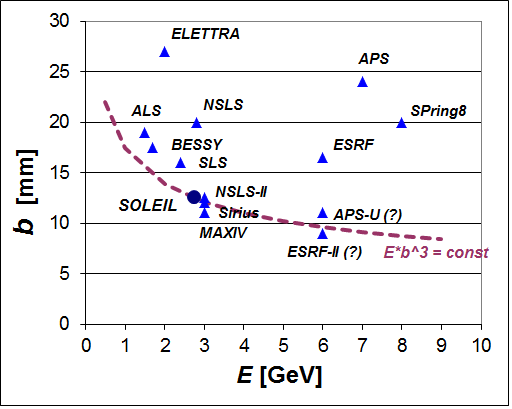 30
25
20
15
10
5
0
b [mm]
ELETTRA
APS
ALS
NSLS
SPring8
BESSY
ESRF
SLS
SOLEIL
NSLS-II
Sirius
APS-U (?)
MAXIV
ESRF-II (?)
E*b^3 = const
0 1 2 3 4 5 6 7 8 9 10
E [GeV]